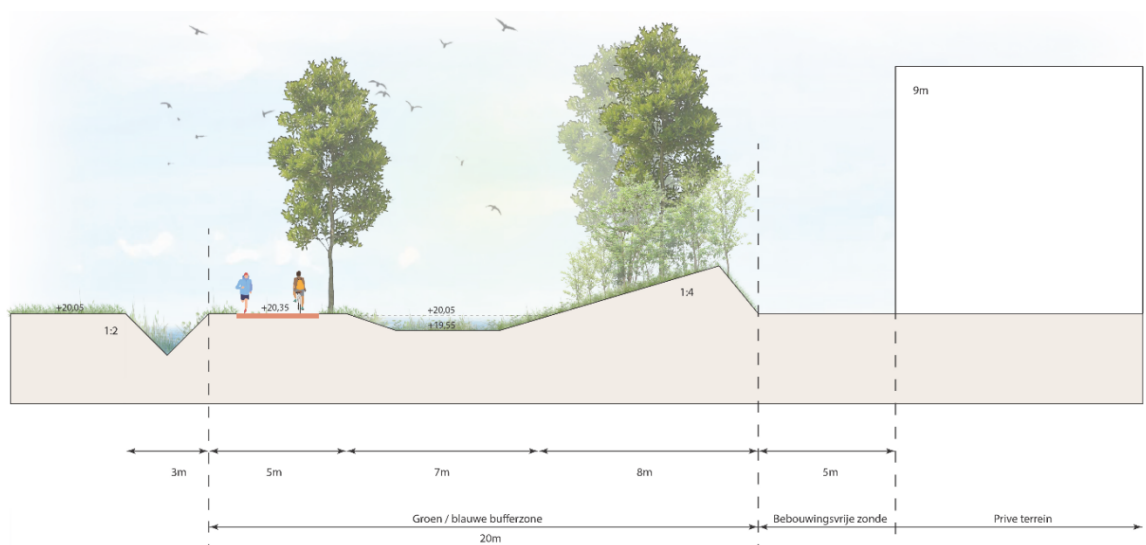 9m
1:4
+20,05
+20,35
+20,05
1:2
+19,55
3m
5m
7m
8m
5m
Groen / blauwe bufferzone
Bebouwingsvrije zonde
Prive terrein
20m